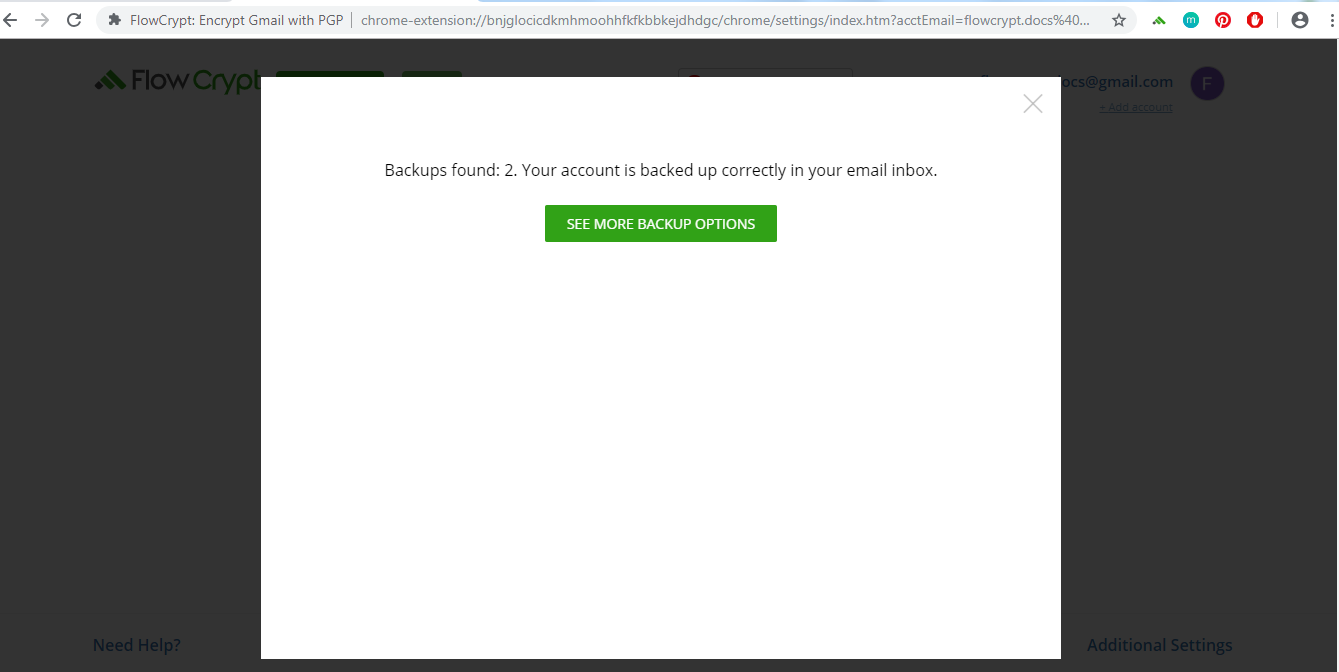 FlowCrypt: Encrypt Gmail with PGP | chrome-extension://bnjglocicdkmhmoohhfkfkbbkejdhdgc/chrome/settings/index.htm?acctEmail=flowcrypt.docs%40...
m
FlowCrypt
ocs@gmail.com
F
+ Add account
Backups found: 2. Your account is backed up correctly in your email inbox.
SEE MORE BACKUP OPTIONS
Need Help?
Additional Settings